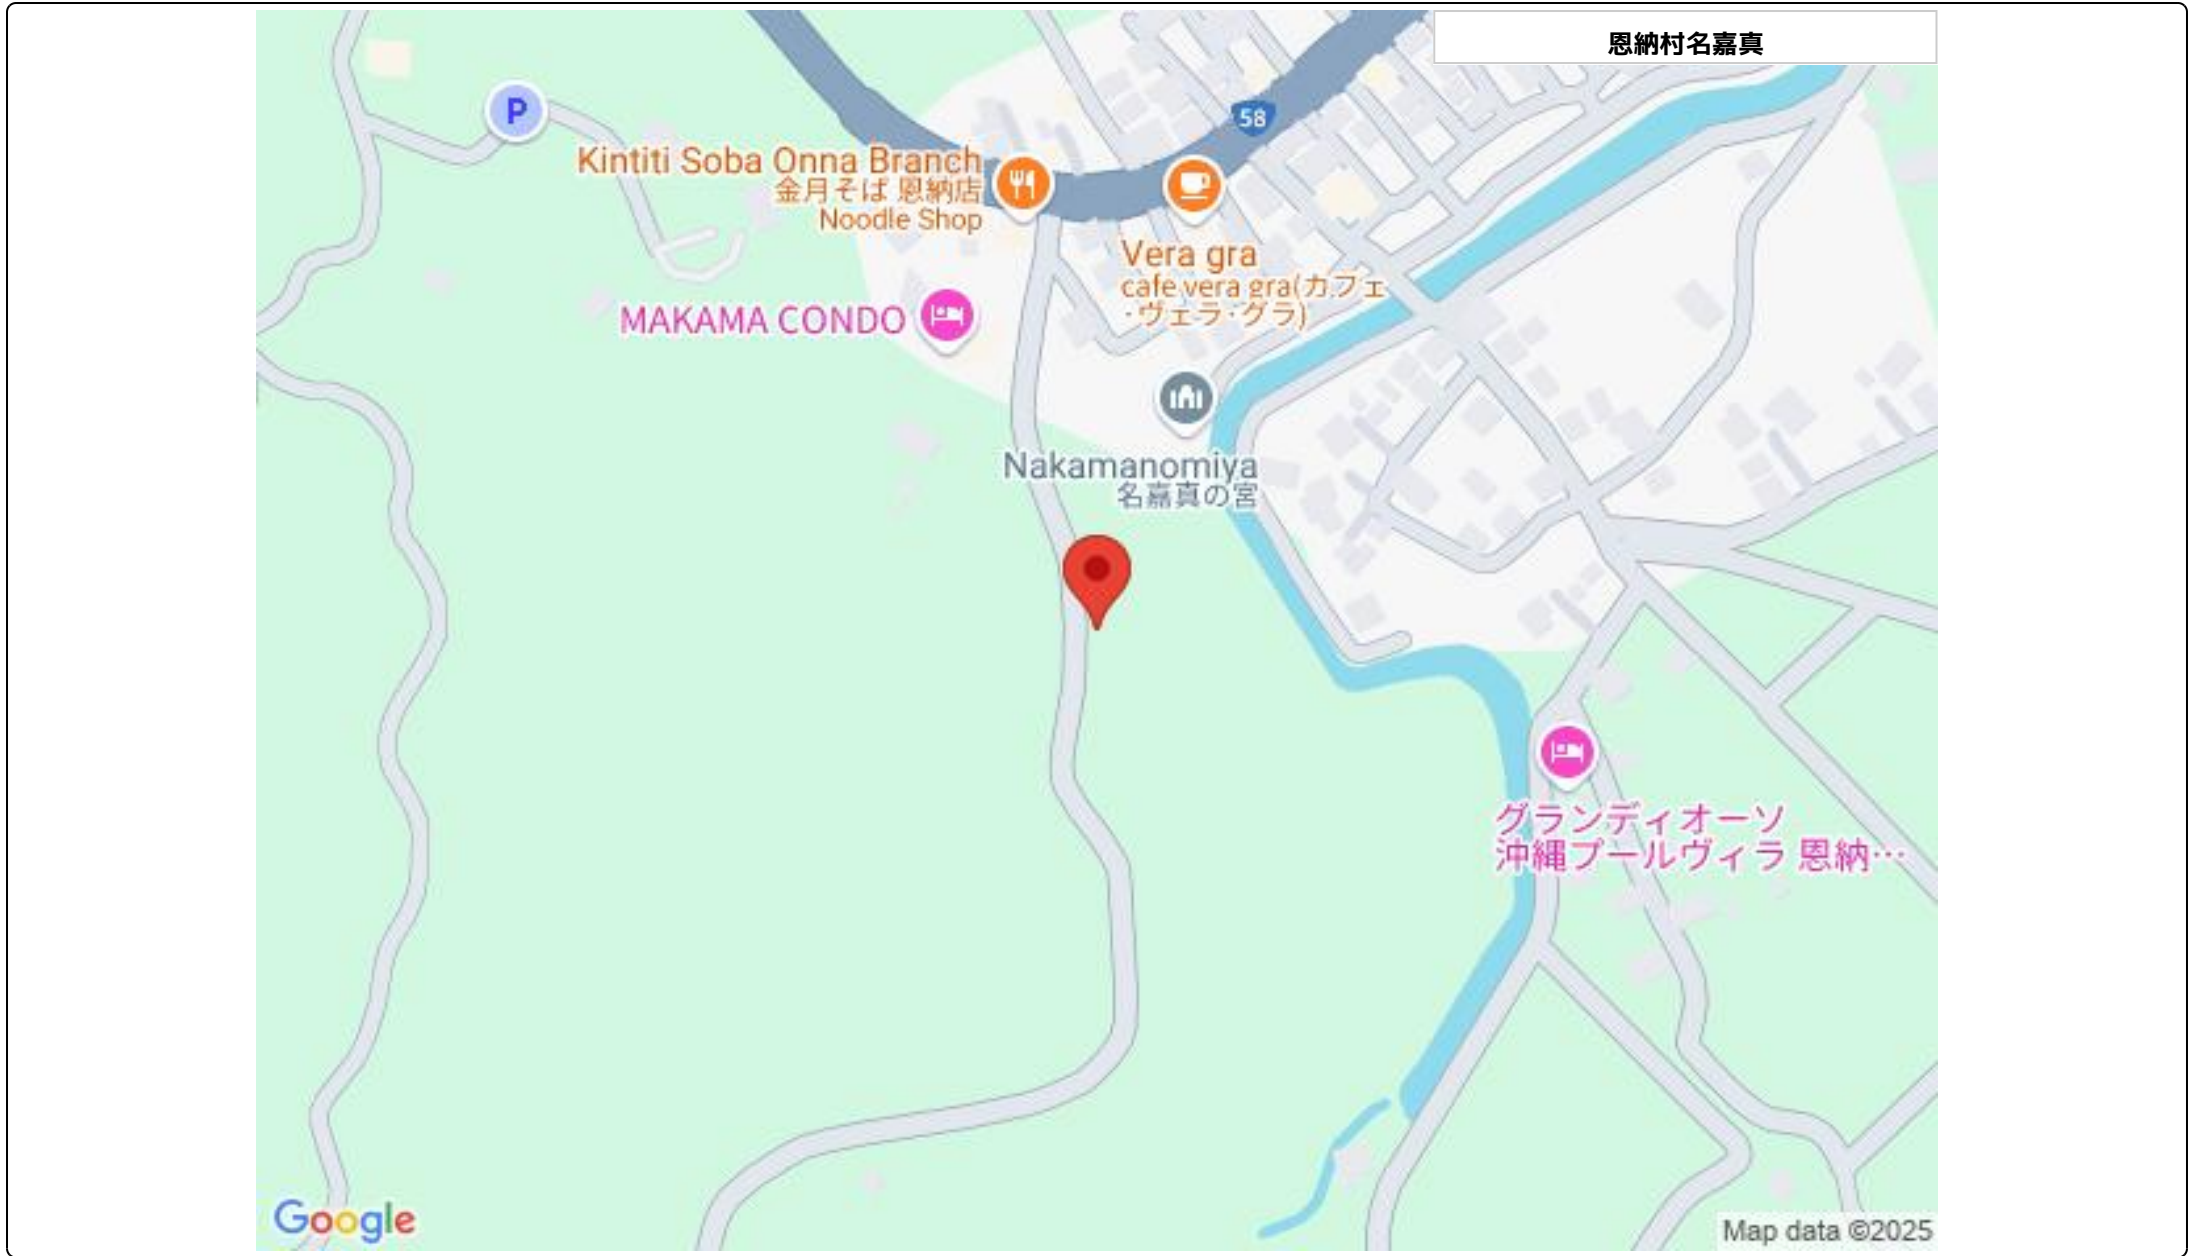 恩納村名嘉真
58
P
Kintiti Soba Onna Branch
金月そば 恩納店
Noodle Shop
Vera gra
cafe vera gra(カフェ
・ヴェラ・グラ)
MAKAMA CONDO
Nakamanomiya
名嘉真の宮
グランディオーソ
沖縄プールヴィラ 恩納…
Google
Map data ©2025